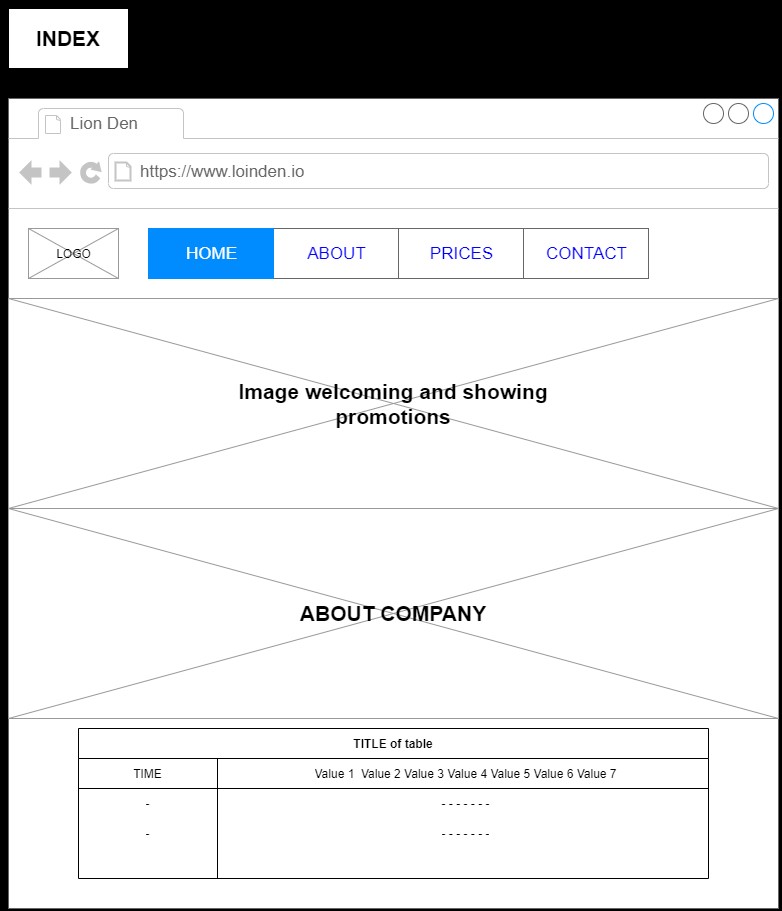 INDEX
Lion Den
https://www.loinden.io
LOGO
HOME ABOUT PRICES CONTACT
Image welcoming and showing
promotions
ABOUT COMPANY
TITLE of table
TIME Value 1 Value 2 Value 3 Value 4 Value 5 Value 6 Value 7
- - - - - - - -
- - - - - - - -